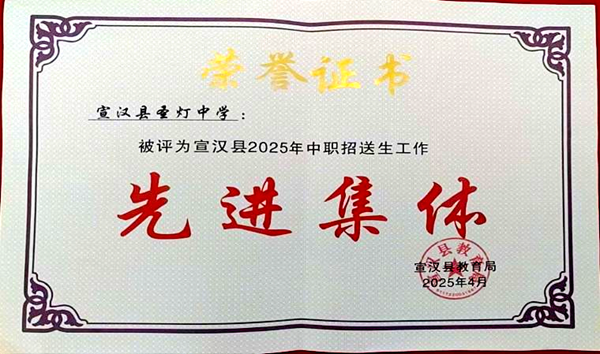 荣誉证书
宣汉县圣灯中学：
被评为宣汉县2025年中职招送生工作
先进集体
宣汉县教育局
2025年4月